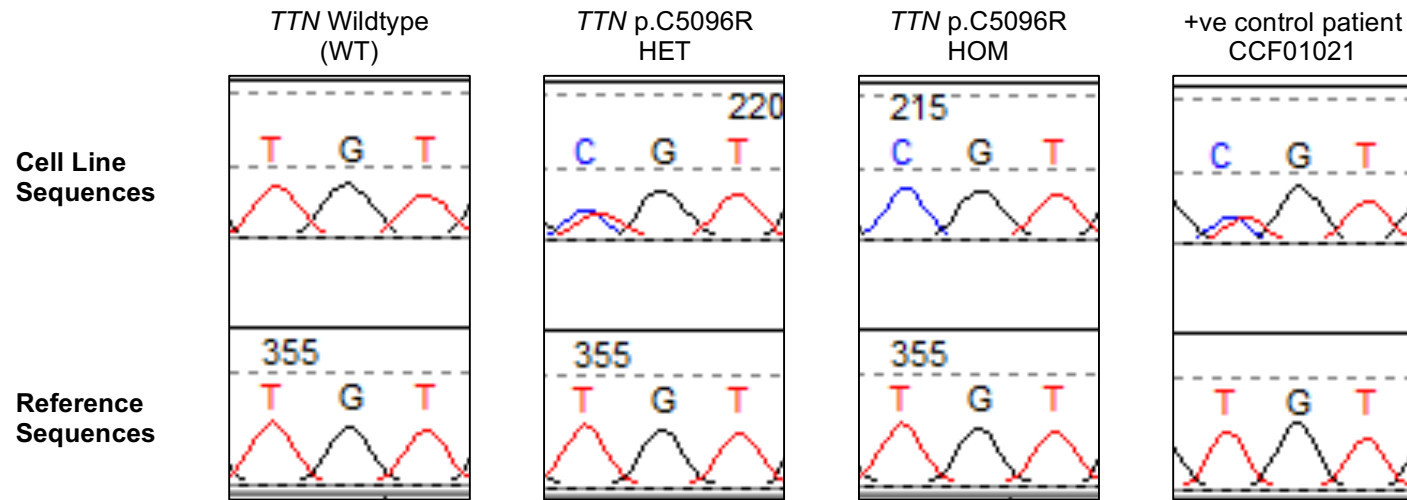 TTN Wildtype
(WT)
TTN p.C5096R
HET
TTN p.C5096R
HOM
+ve control patient
CCF01021
Cell Line
Sequences
T G T
220
C G T
215
C G T
C G T
Reference
Sequences
355
T G T
355
T G T
355
T G T
T G T